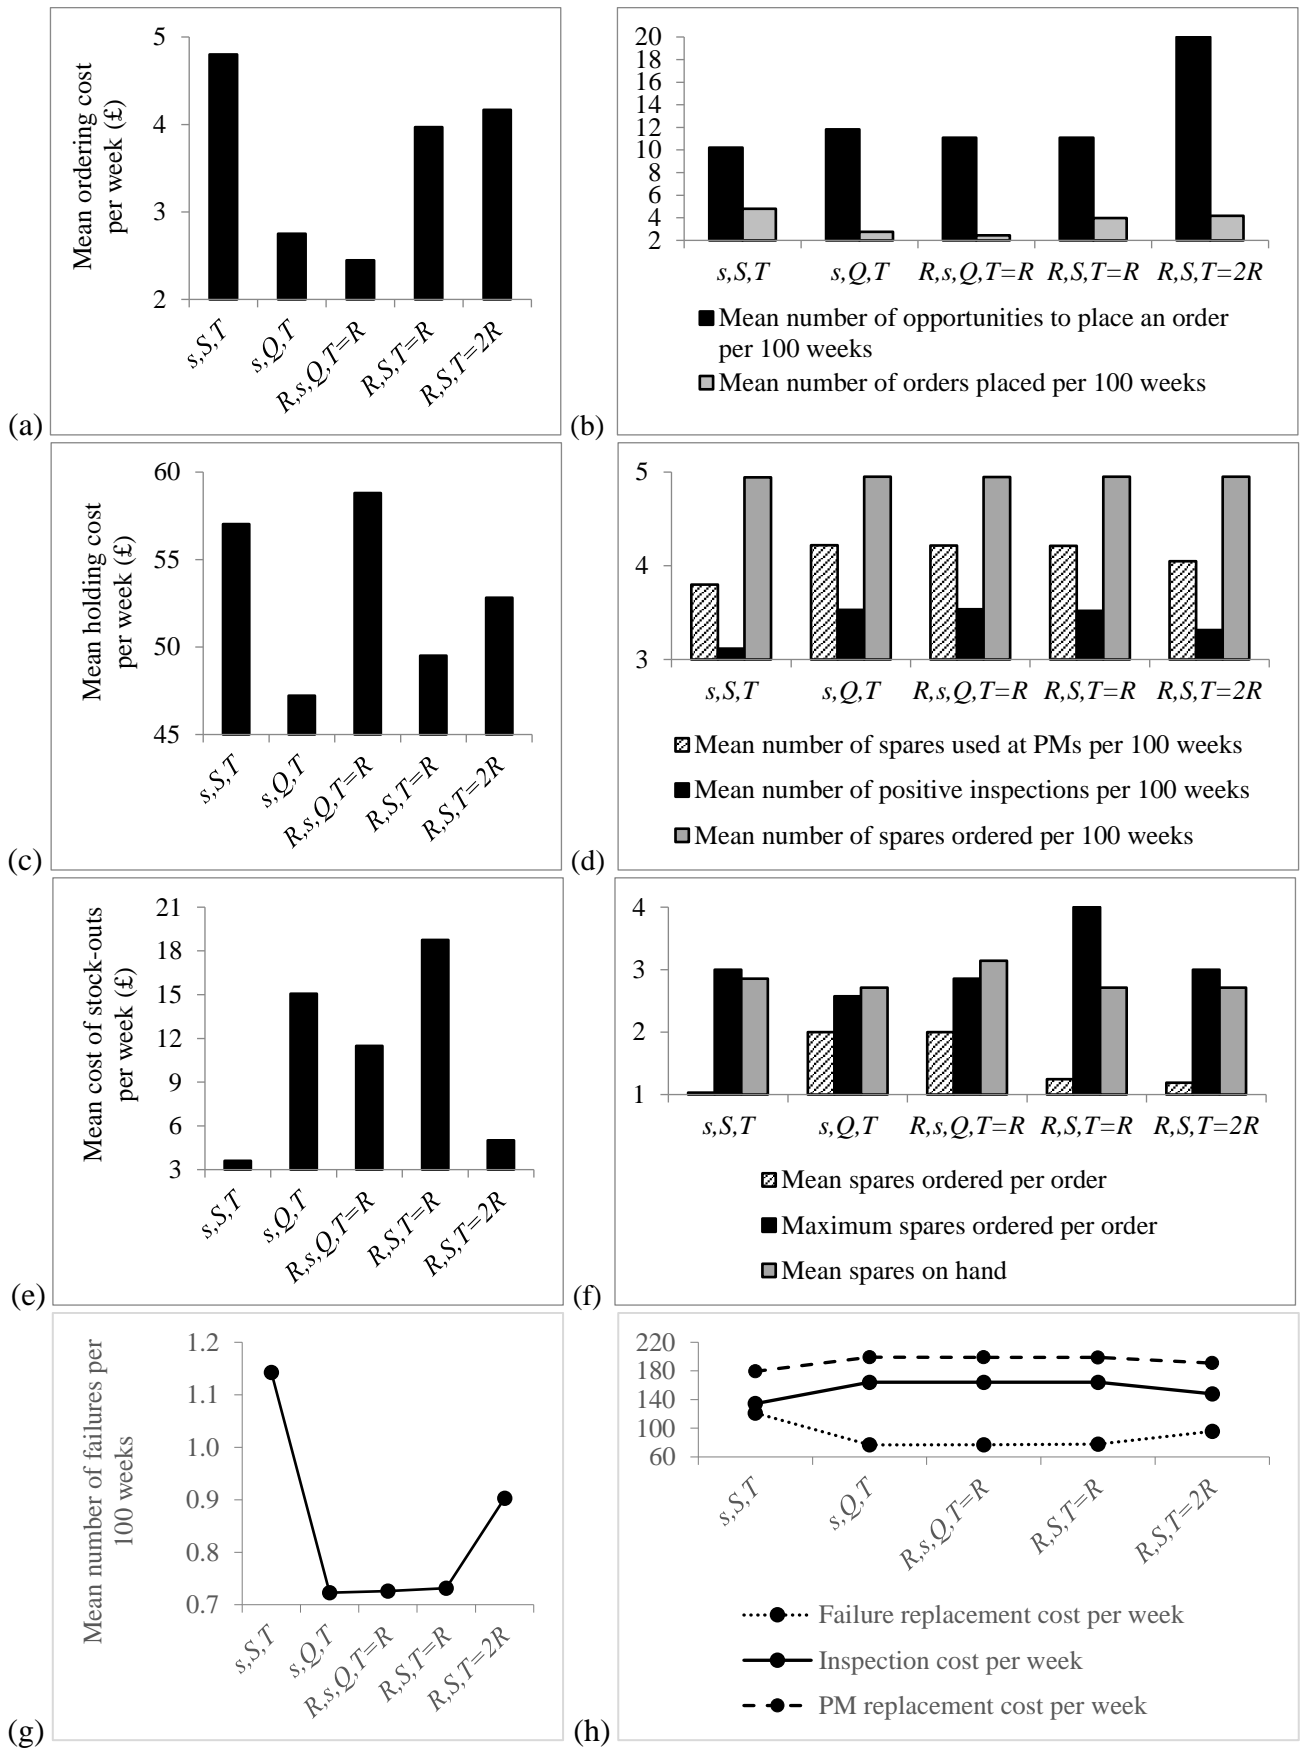 Mean ordering cost
per week (£)
5
4
3
2
s,S,T
s,Q,T
R,s,Q,T=R
R,S,T=R
R,S,T=2R
(a)
20
18
16
14
12
10
8
6
4
2
s,S,T
s,Q,T
R,s,Q,T=R
R,S,T=R
R,S,T=2R
Mean number of opportunities to place an order
per 100 weeks
Mean number of orders placed per 100 weeks
(b)
Mean holding cost
per week (£)
60
55
50
45
s,S,T
s,Q,T
R,s,Q,T=R
R,S,T=R
R,S,T=2R
(c)
5
4
3
s,S,T
s,Q,T
R,s,Q,T=R
R,S,T=R
R,S,T=2R
Mean number of spares used at PMs per 100 weeks
Mean number of positive inspections per 100 weeks
Mean number of spares ordered per 100 weeks
(d)
Mean cost of stock-outs
per week (£)
21
18
15
12
9
6
3
s,S,T
s,Q,T
R,s,Q,T=R
R,S,T=R
R,S,T=2R
(e)
4
3
2
1
s,S,T
s,Q,T
R,s,Q,T=R
R,S,T=R
R,S,T=2R
Mean spares ordered per order
Maximum spares ordered per order
Mean spares on hand
(f)
Mean number of failures per
100 weeks
1.2
1.1
1.0
0.9
0.8
0.7
s,S,T
s,Q,T
R,s,Q,T=R
R,S,T=R
R,S,T=2R
(g)
220
180
140
100
60
s,S,T
s,Q,T
R,s,Q,T=R
R,S,T=R
R,S,T=2R
Failure replacement cost per week
Inspection cost per week
PM replacement cost per week
(h)